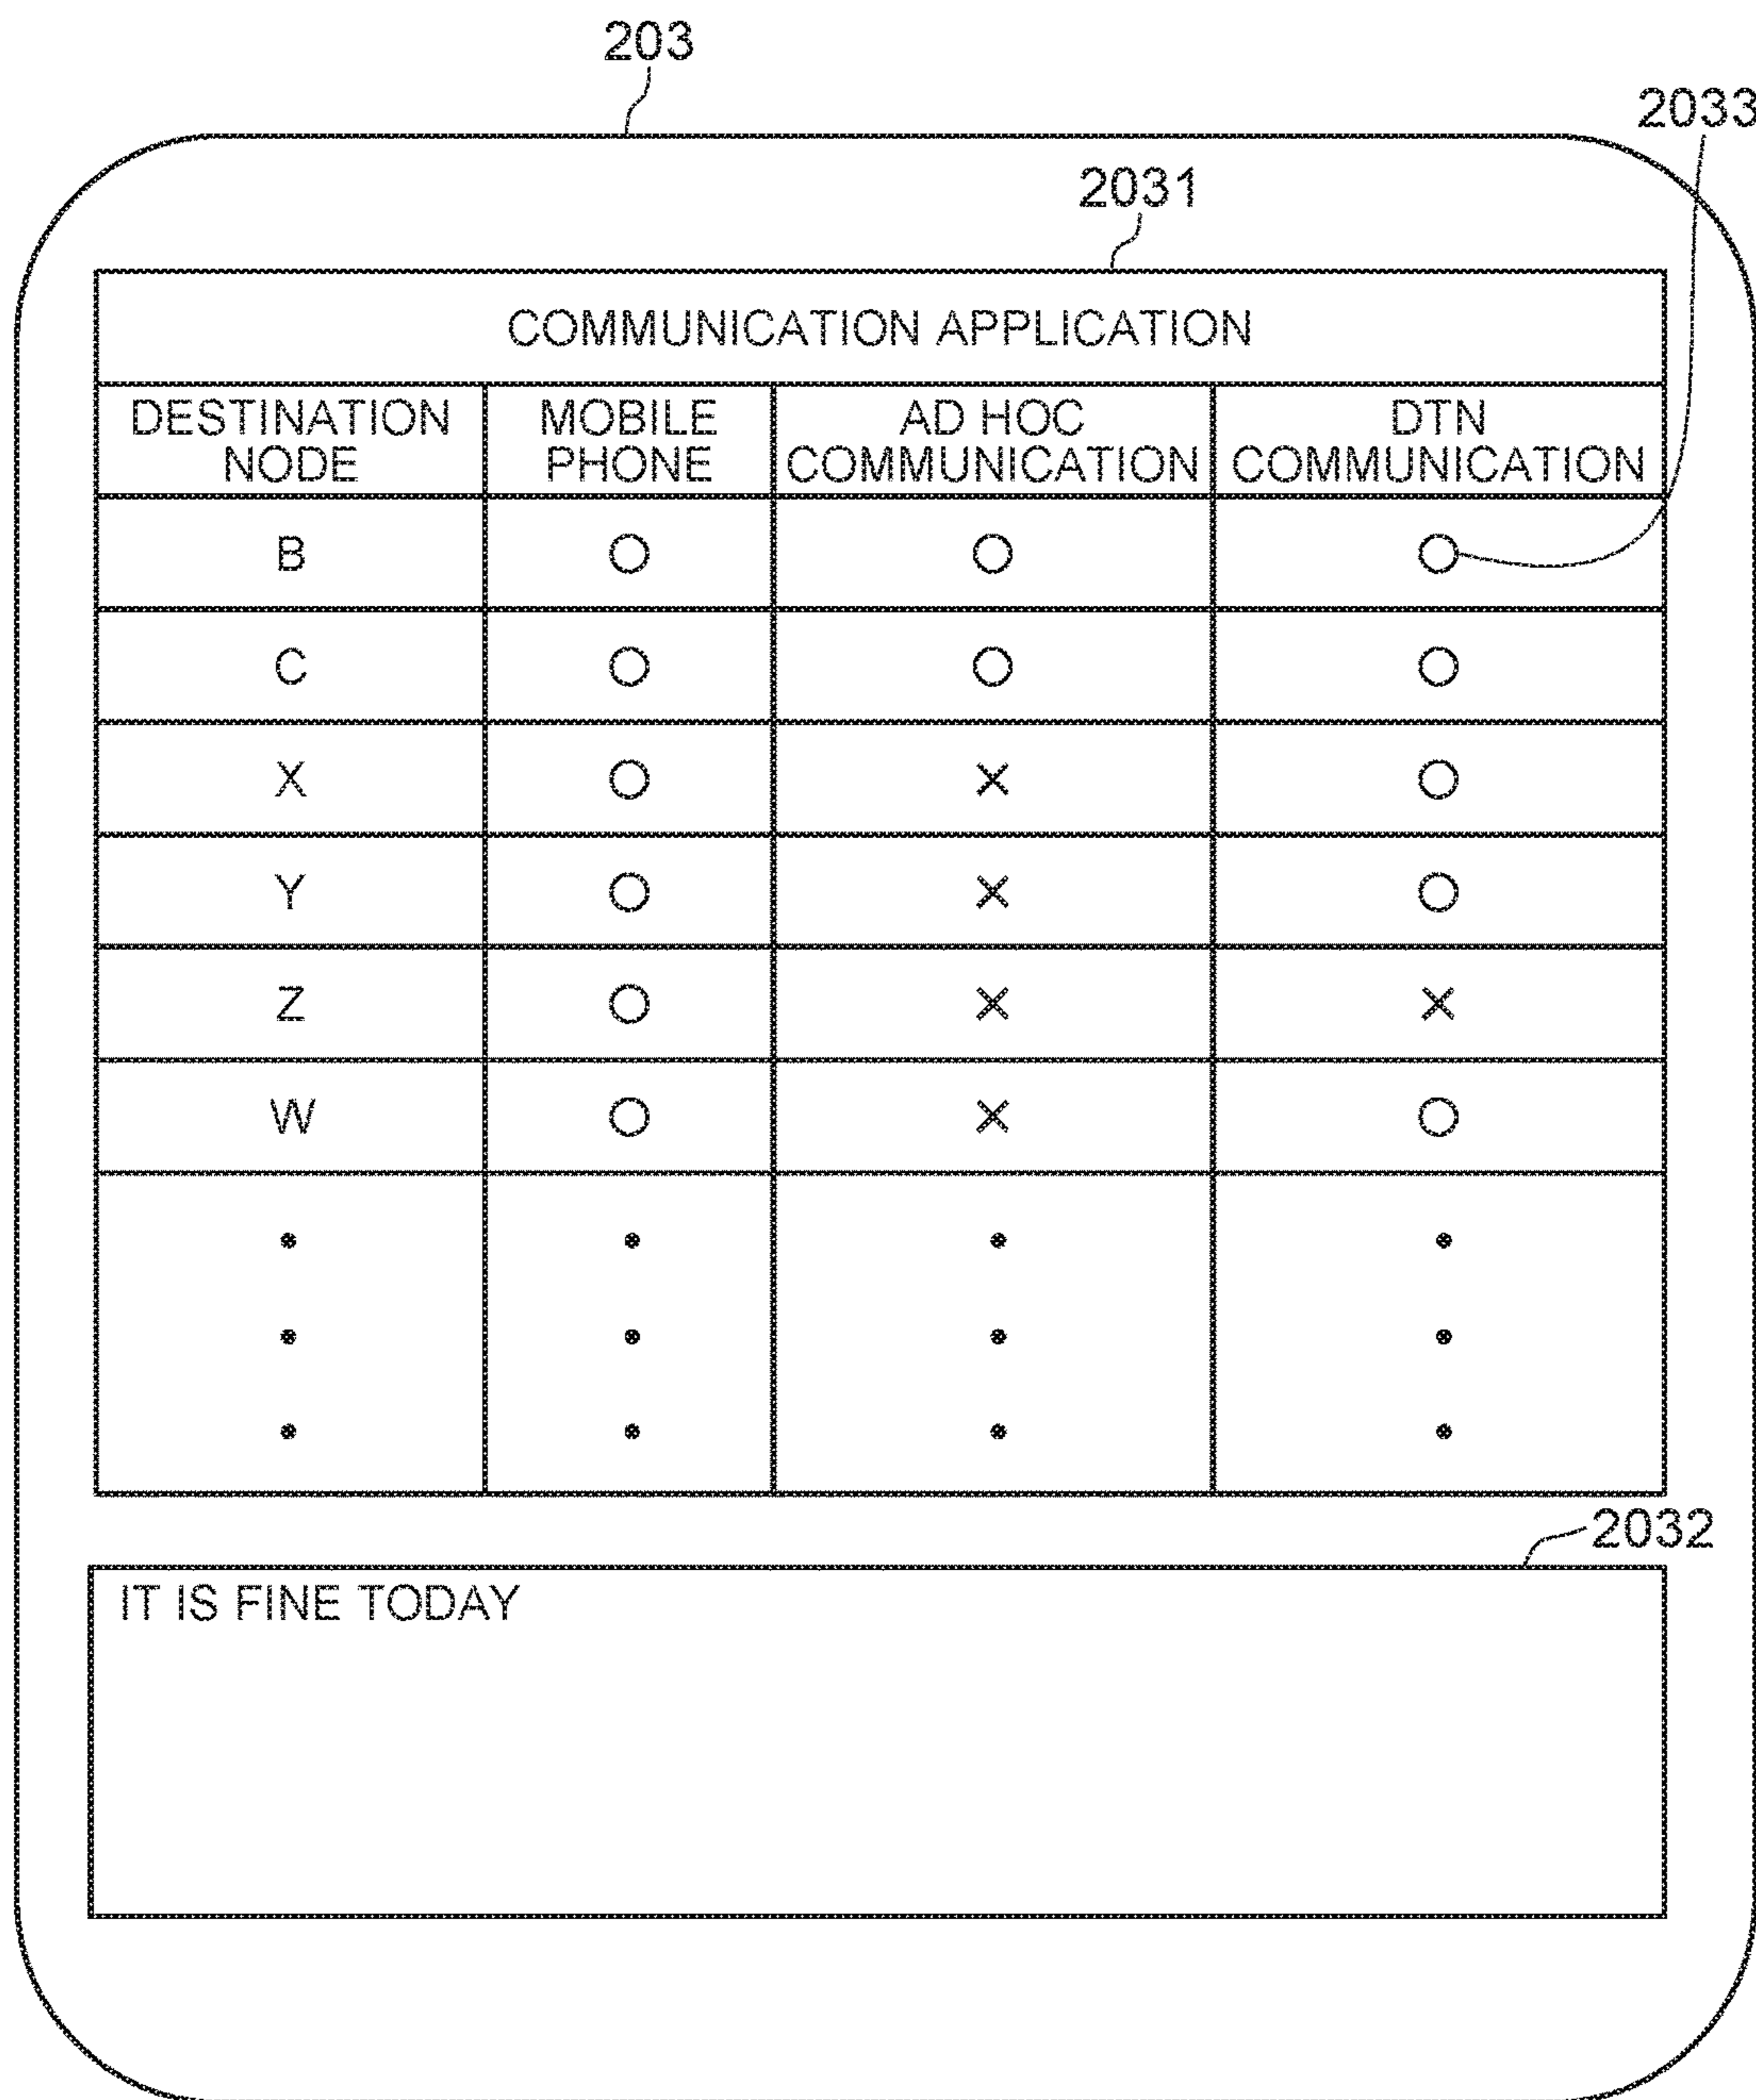 203
2033
2031
COMMUNICATION APPLICATION
DESTINATION NODE MOBILE PHONE AD HOC COMMUNICATION DTN COMMUNICATION
B ○ ○ ○
C ○ ○ ○
X ○ × ○
Y ○ × ○
Z ○ × ×
W ○ × ○
2032
IT IS FINE TODAY